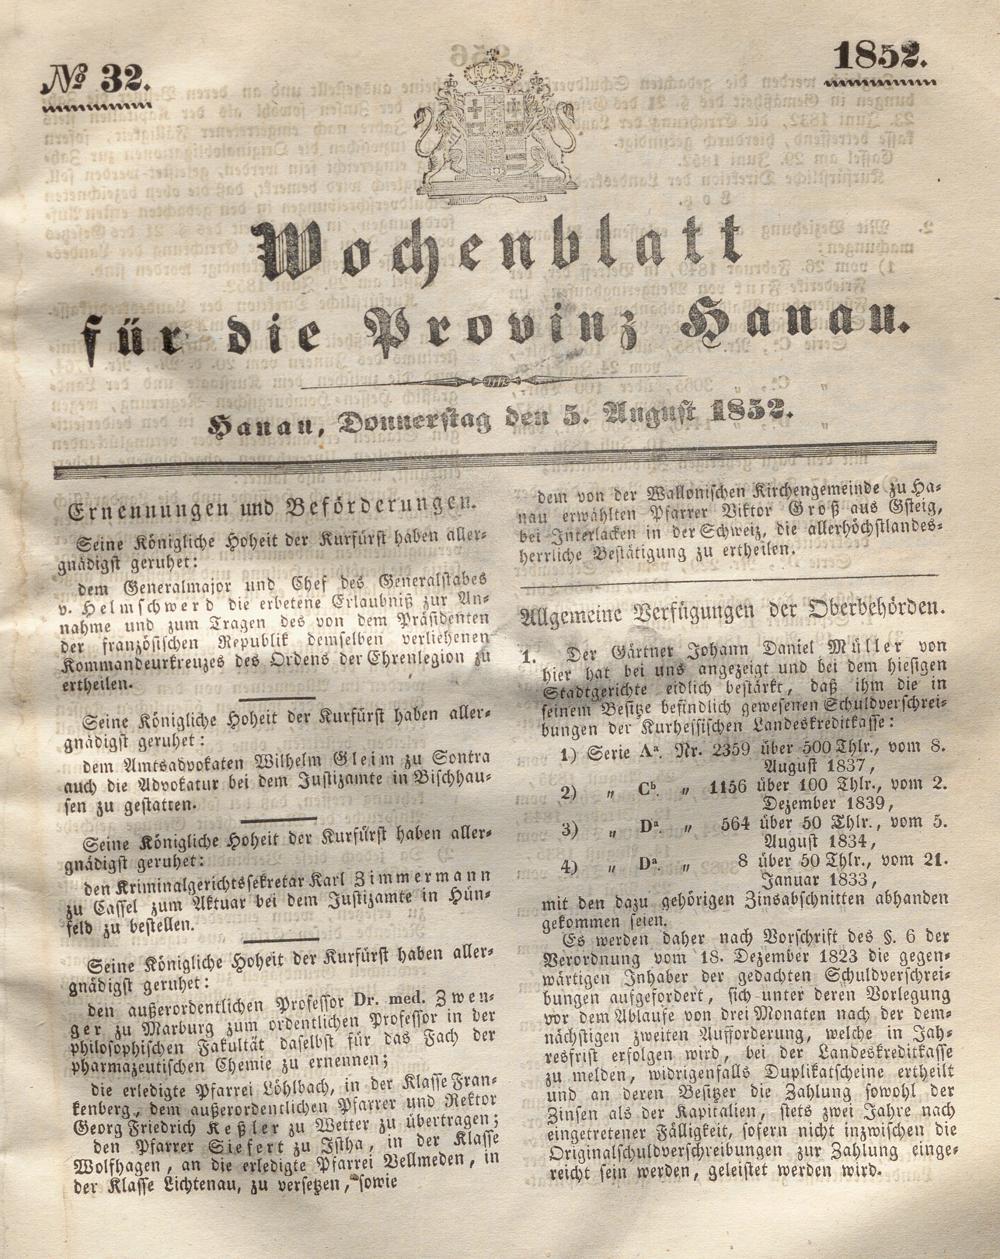 № 32.
1852.
Wochenblatt
für die Provinz Hanau.
Hanau, Donnerstag den 5. August 1852.
Ernennungen und Beförderungen.
Seine Königliche Hoheit der Kurfürst haben aller-
gnädigst geruhet:
dem Generalmajor und Chef des Generalstabes
v. Helmschwerd die erbetene Erlaubniß zur An-
nahme und zum Tragen des von dem Präsidenten
der französischen Republik demselben verliehenen
Kommandeurkreuzes des Ordens der Ehrenlegion zu
ertheilen.
Seine Königliche Hoheit der Kurfürst haben aller-
gnädigst geruhet:
dem Amtsadvokaten Wilhelm Gleim zu Sontra
auch die Advokatur bei dem Justizamte in Bischhau-
sen zu gestatten.
Seine Königliche Hoheit der Kurfürst haben aller-
gnädigst geruhet:
den Kriminalgerichtssekretar Karl Zimmermann
zu Cassel zum Aktuar bei dem Justizamte in Hün-
feld zu bestellen.
Seine Königliche Hoheit der Kurfürst haben aller-
gnädigst geruhet:
den außerordentlichen Professor Dr. med. Zwen-
ger zu Marburg zum ordentlichen Professor in der
philosophischen Fakultät daselbst für das Fach der
pharmazeutischen Chemie zu ernennen;
die erledigte Pfarrei Löhlbach, in der Klasse Fran-
kenberg, dem außerordentlichen Pfarrer und Rektor
Georg Friedrich Keßler zu Wetter zu übertragen;
den Pfarrer Siefert zu Istha, in der Klasse
Wolfhagen, an die erledigte Pfarrei Vellmeden, in
der Klasse Lichtenau, zu versetzen, sowie
dem von der Wallonischen Kirchengemeinde zu Ha-
nau erwählten Pfarrer Viktor Groß aus Gsteig,
bei Interlacken in der Schweiz, die allerhöchstlandes-
herrliche Bestätigung zu ertheilen.
Allgemeine Verfügungen der Oberbehörden.
1. Der Gärtner Johann Daniel Müller von
hier hat bei uns angezeigt und bei dem hiesigen
Stadtgerichte eidlich bestärkt, daß ihm die in
seinem Besitze befindlich gewesenen Schuldverschrei-
bungen der Kurhessischen Landeskreditkasse:
1) Serie Aᵃ. Nr. 2359 über 500 Thlr., vom 8.
August 1837,
2) „ Cᵇ. „ 1156 über 100 Thlr., vom 2.
Dezember 1839,
3) „ Dᵃ. „ 564 über 50 Thlr., vom 5.
August 1834,
4) „ Dᵃ. „ 8 über 50 Thlr., vom 21.
Januar 1833,
mit den dazu gehörigen Zinsabschnitten abhanden
gekommen seien.
Es werden daher nach Vorschrift des §. 6 der
Verordnung vom 18. Dezember 1823 die gegen-
wärtigen Inhaber der gedachten Schuldverschrei-
bungen aufgefordert, sich unter deren Vorlegung
vor dem Ablaufe von drei Monaten nach der dem-
nächstigen zweiten Aufforderung, welche in Jah-
resfrist erfolgen wird, bei der Landeskreditkasse
zu melden, widrigenfalls Duplikatscheine ertheilt
und an deren Besitzer die Zahlung sowohl der
Zinsen als der Kapitalien, stets zwei Jahre nach
eingetretener Fälligkeit, sofern nicht inzwischen die
Originalschuldverschreibungen zur Zahlung einge-
reicht sein werden, geleistet werden wird.